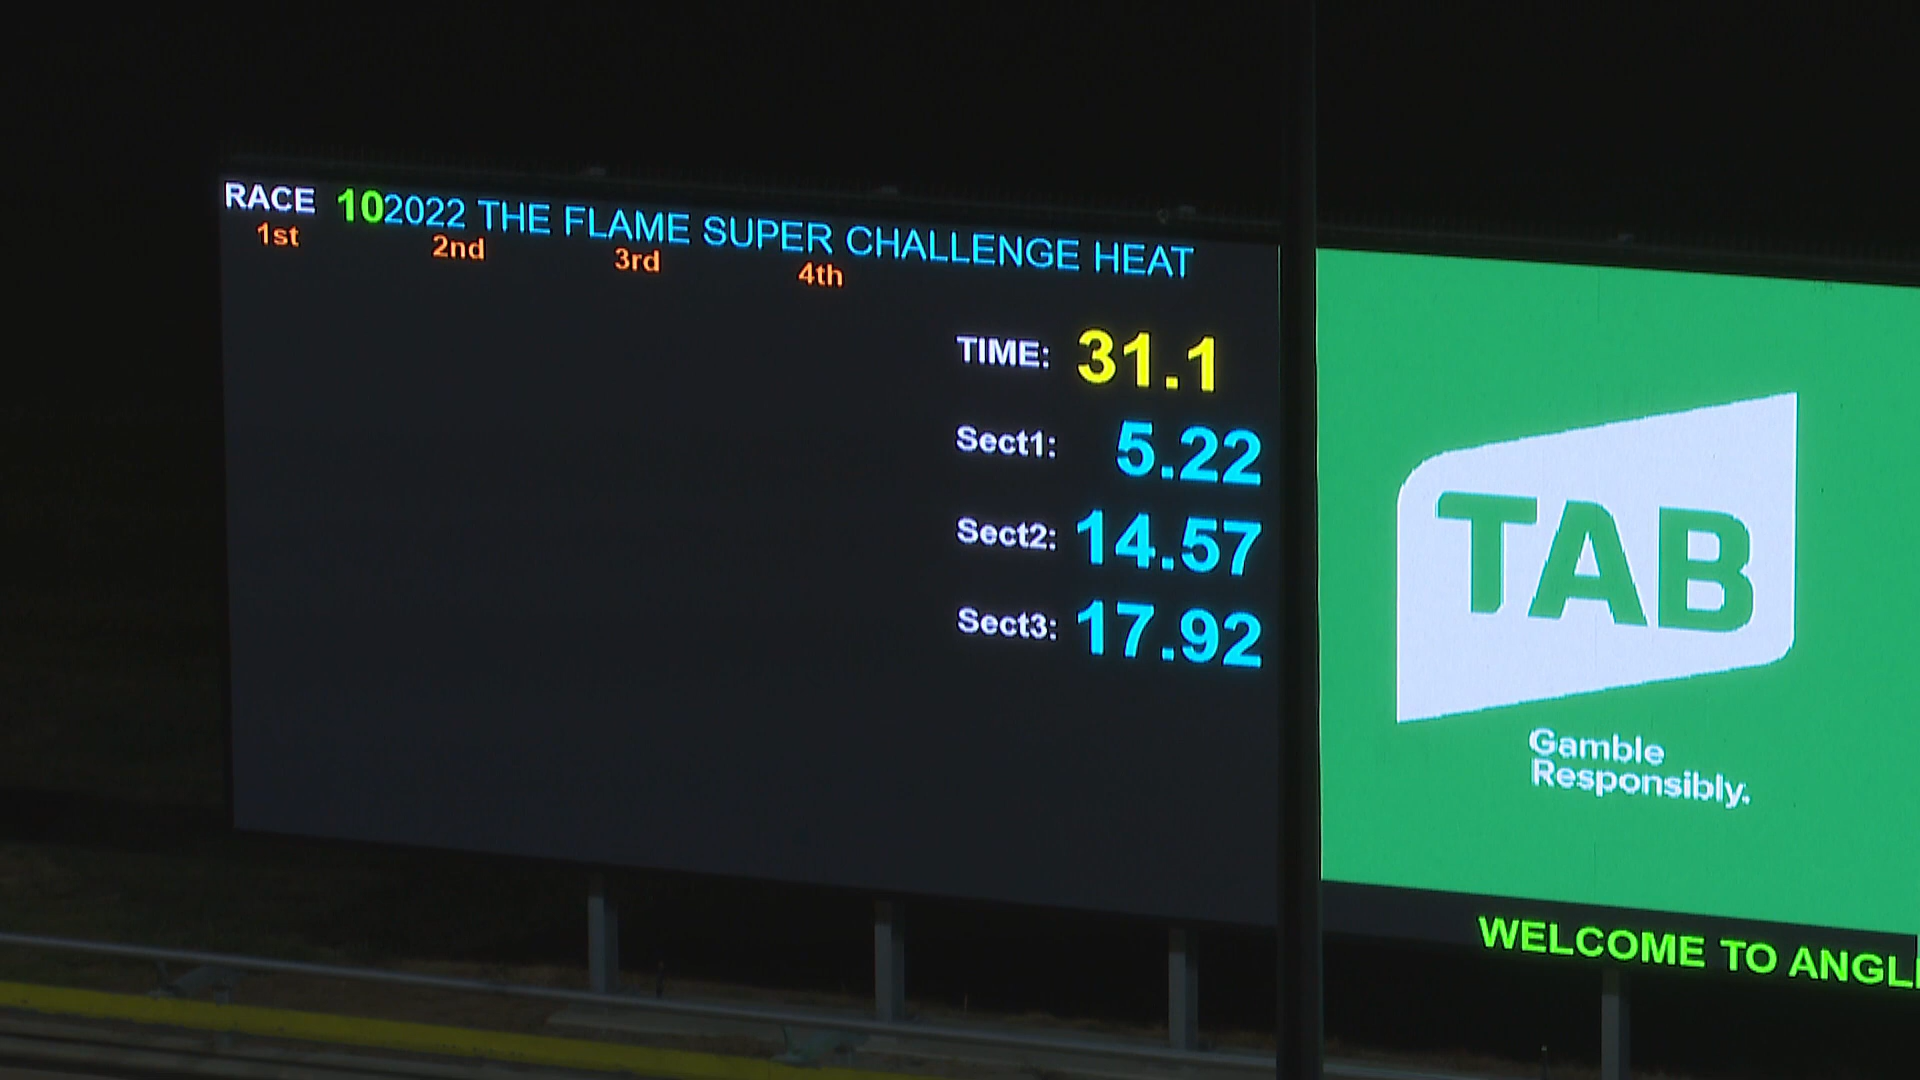 RACE 10 2022 THE FLAME SUPER CHALLENGE HEAT
1st 2nd 3rd 4th
TIME: 31.1
Sect1: 5.22
Sect2: 14.57
Sect3: 17.92
TAB
Gamble
Responsibly.
WELCOME TO ANGL